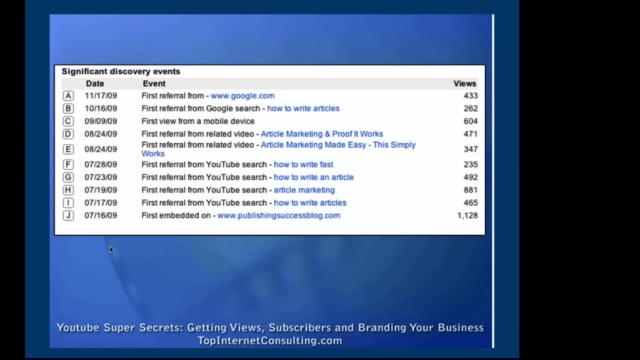 Significant discovery events
Date Event Views
A 11/17/09 First referral from - www.google.com 433
B 10/16/09 First referral from Google search - how to write articles 262
C 09/09/09 First view from a mobile device 604
D 08/24/09 First referral from related video - Article Marketing & Proof It Works 471
E 08/24/09 First referral from related video - Article Marketing Made Easy - This Simply 347
Works
F 07/28/09 First referral from YouTube search - how to write fast 235
G 07/23/09 First referral from YouTube search - how to write an article 492
H 07/19/09 First referral from YouTube search - article marketing 881
I 07/17/09 First referral from YouTube search - how to write articles 465
J 07/16/09 First embedded on - www.publishingsuccessblog.com 1,128
Youtube Super Secrets: Getting Views, Subscribers and Branding Your Business
TopInternetConsulting.com